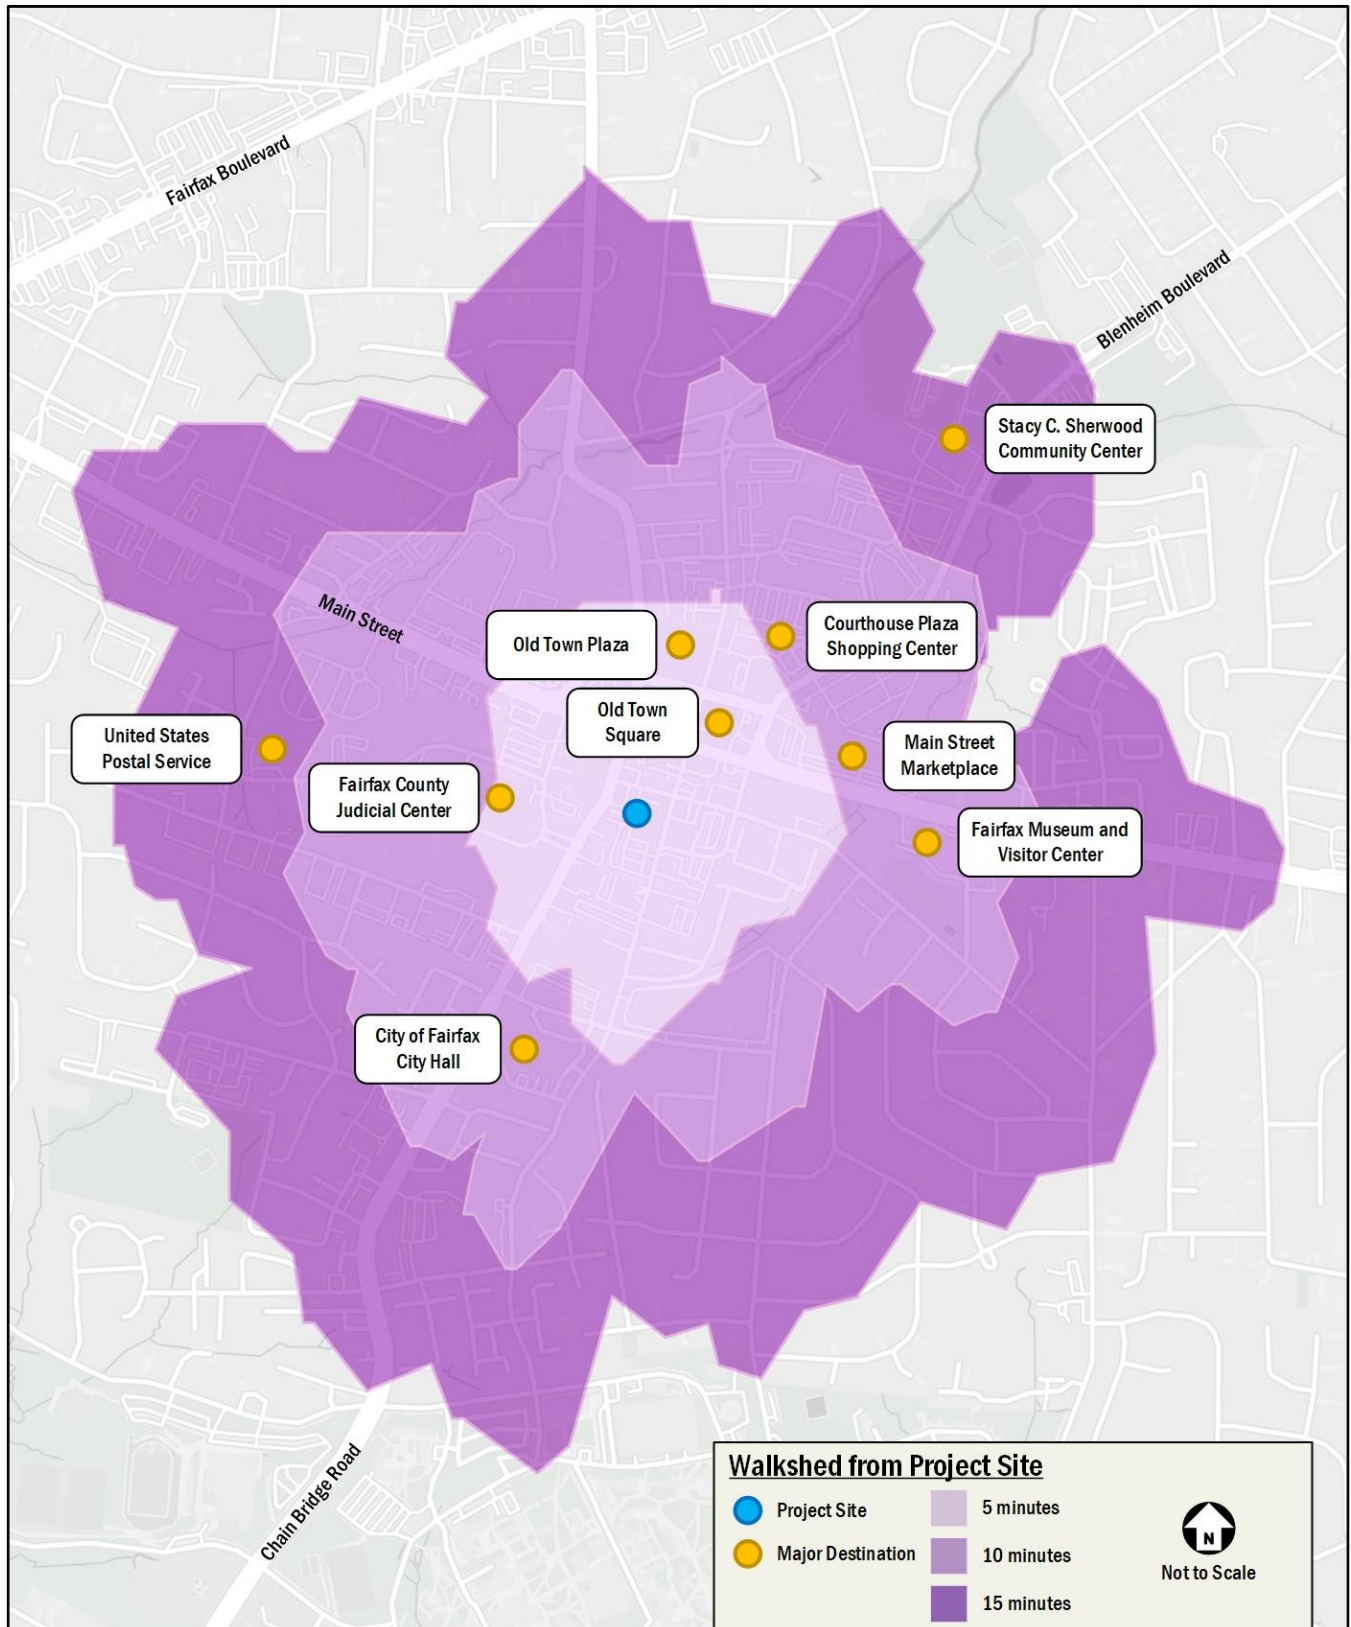 Fairfax Boulevard
Blenheim Boulevard
Stacy C. Sherwood
Community Center
Main Street
Old Town Plaza
Courthouse Plaza
Shopping Center
Old Town
Square
United States
Postal Service
Main Street
Marketplace
Fairfax County
Judicial Center
Fairfax Museum and
Visitor Center
City of Fairfax
City Hall
Chain Bridge Road
Walkshed from Project Site
Project Site
Major Destination
5 minutes
10 minutes
15 minutes
N
Not to Scale